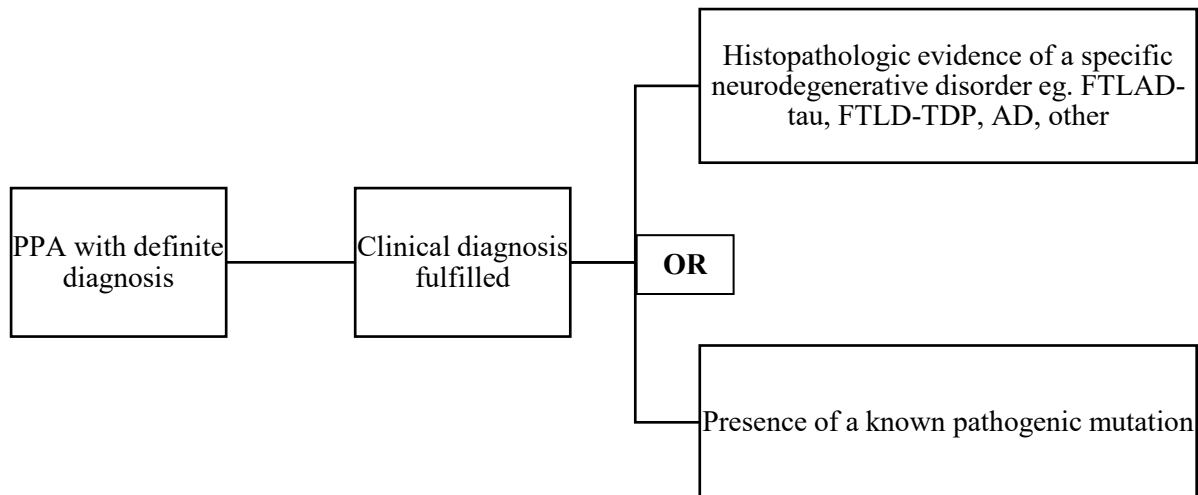 Histopathologic evidence of a specific
neurodegenerative disorder eg. FTLAD-
tau, FTLD-TDP, AD, other
PPA with definite
diagnosis
Clinical diagnosis
fulfilled
OR
Presence of a known pathogenic mutation